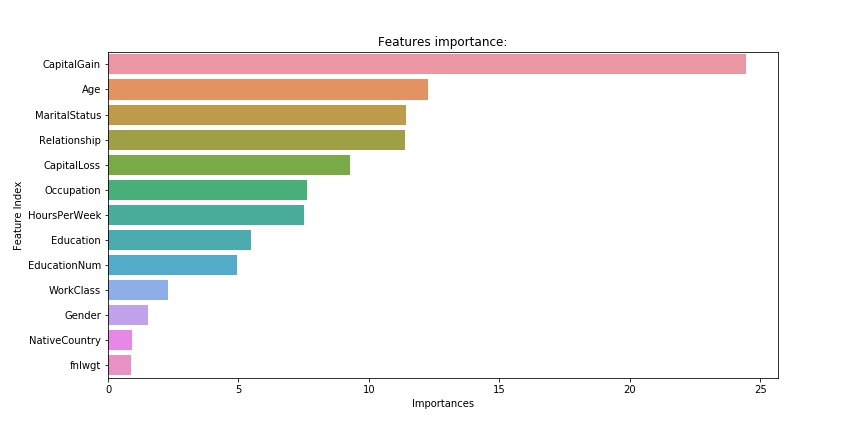 Features importance:
CapitalGain
Age
MaritalStatus
Relationship
CapitalLoss
Occupation
HoursPerWeek
Education
EducationNum
WorkClass
Gender
NativeCountry
fnlwgt
Feature Index
0 5 10 15 20 25
Importances